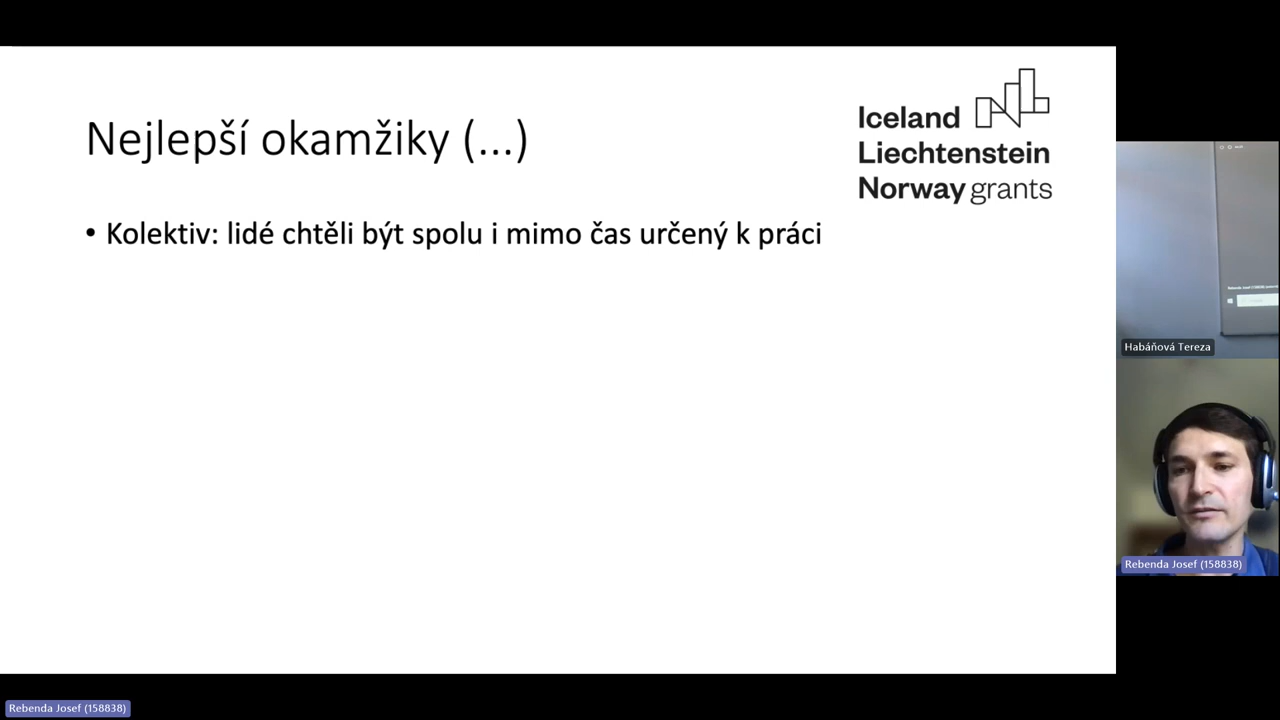 Nejlepší okamžiky (...)
Iceland
Liechtenstein
Norway grants
• Kolektiv: lidé chtěli být spolu i mimo čas určený k práci
Habáňová Tereza
Rebenda Josef (158838)
Rebenda Josef (158838)